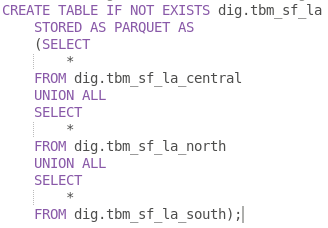 CREATE TABLE IF NOT EXISTS dig.tbm_sf_la
STORED AS PARQUET AS
(SELECT
*
FROM dig.tbm_sf_la_central
UNION ALL
SELECT
*
FROM dig.tbm_sf_la_north
UNION ALL
SELECT
*
FROM dig.tbm_sf_la_south);